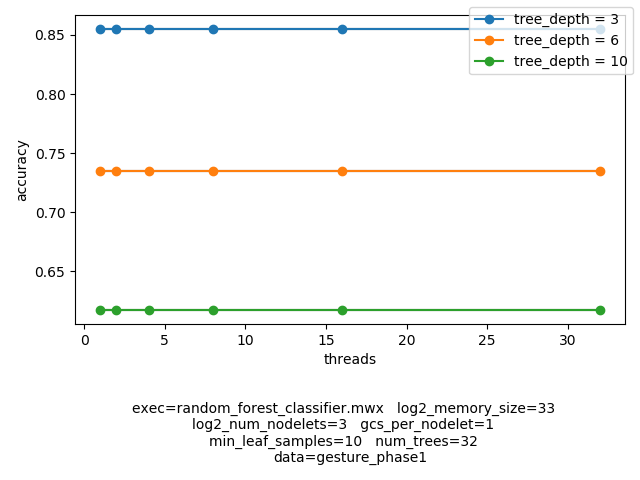 tree_depth = 3
tree_depth = 6
tree_depth = 10
accuracy
0.85
0.80
0.75
0.70
0.65
0 5 10 15 20 25 30
threads
exec=random_forest_classifier.mwx log2_memory_size=33
log2_num_nodelets=3 gcs_per_nodelet=1
min_leaf_samples=10 num_trees=32
data=gesture_phase1